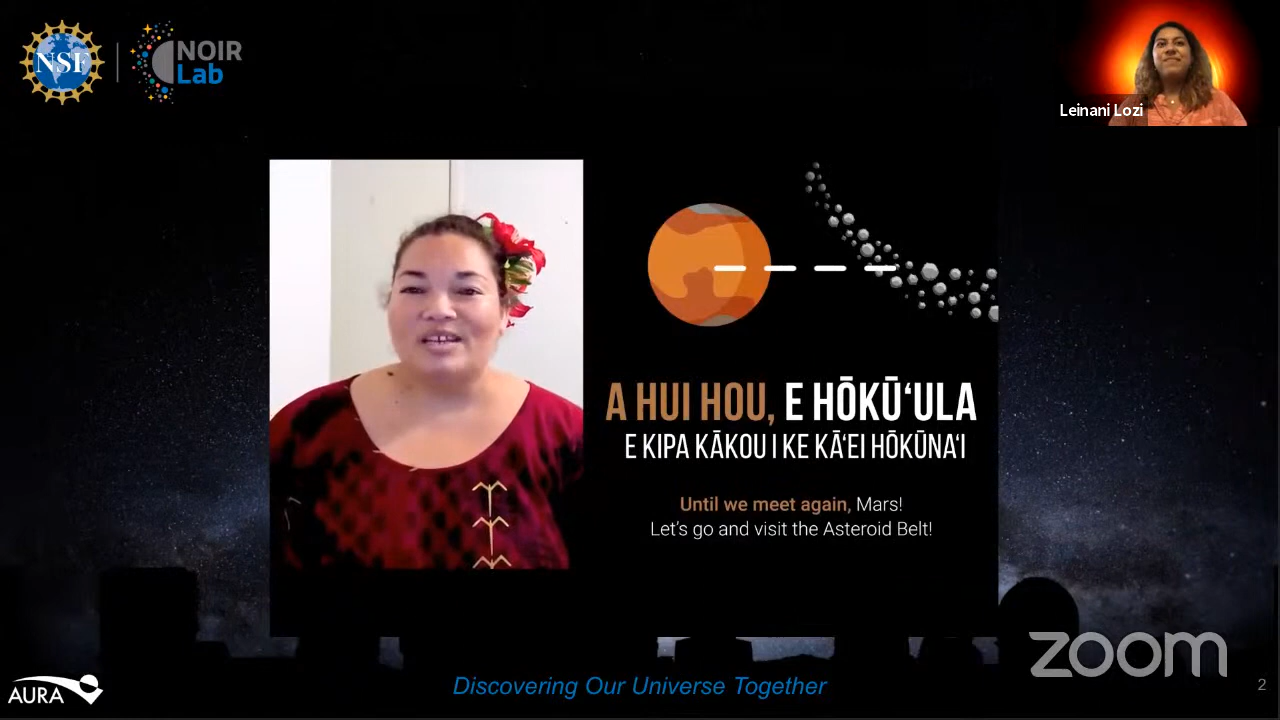 NSF
NOIR
Lab
Leinani Lozi
A HUI HOU, E HŌKŪʻULA
E KIPA KĀKOU I KE KĀʻEI HŌKŪNAʻI
Until we meet again, Mars!
Let's go and visit the Asteroid Belt!
zoom
AURA
Discovering Our Universe Together
2